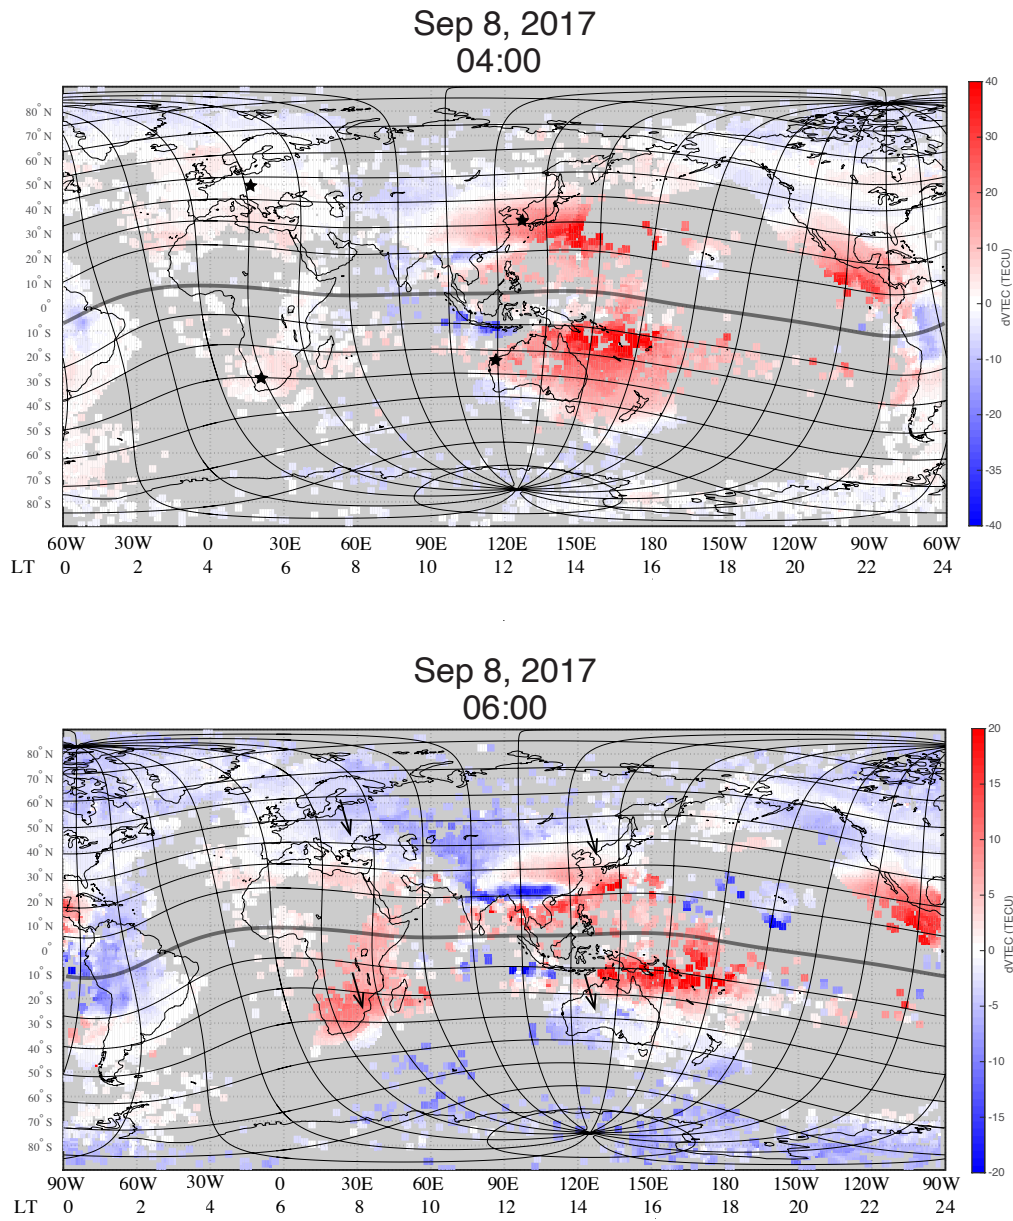 Sep 8, 2017
04:00
80° N
70° N
60° N
50° N
40° N
30° N
20° N
10° N
0°
10° S
20° S
30° S
40° S
50° S
60° S
70° S
80° S
40
30
20
10
0
-10
-20
-30
-35
-40
dVTEC (TECU)
60W 30W 0 30E 60E 90E 120E 150E 180 150W 120W 90W 60W
LT 0 2 4 6 8 10 12 14 16 18 20 22 24
Sep 8, 2017
06:00
80° N
70° N
60° N
50° N
40° N
30° N
20° N
10° N
0°
10° S
20° S
30° S
40° S
50° S
60° S
70° S
80° S
20
15
10
5
0
-5
-10
-15
-20
dVTEC (TECU)
90W 60W 30W 0 30E 60E 90E 120E 150E 180 150W 120W 90W
LT 0 2 4 6 8 10 12 14 16 18 20 22 24